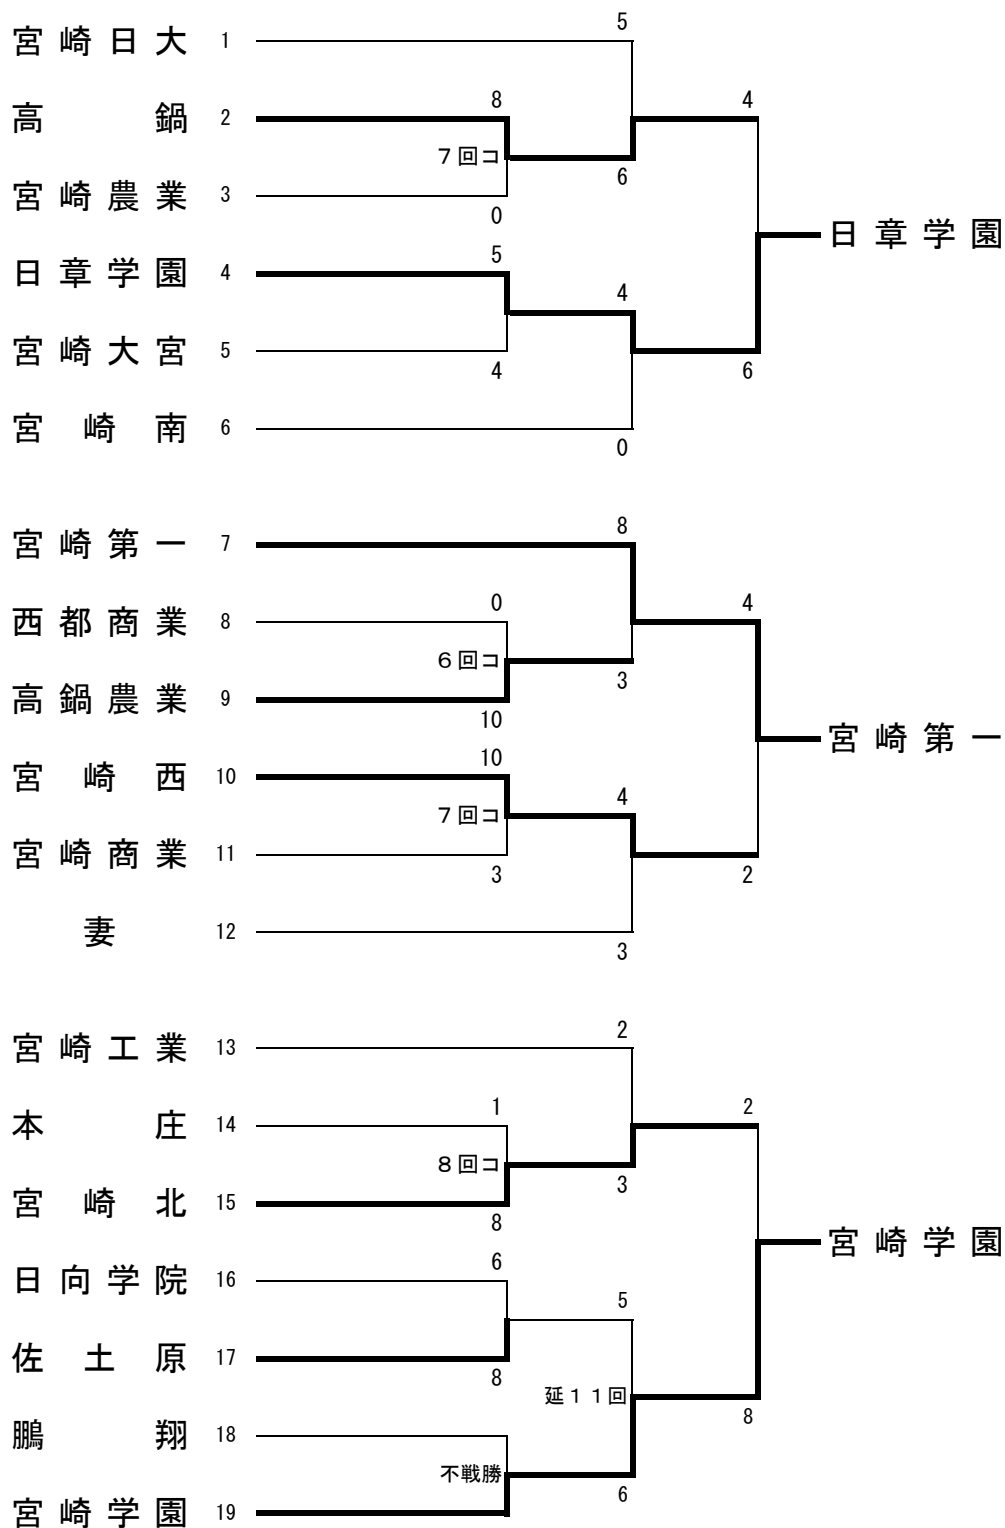 5
宮崎日大 1
8 4
高鍋 2
7回コ
6
宮崎農業 3
0
日章学園
5
日章学園 4
4
宮崎大宮 5
4 6
宮崎南 6
0
8
宮崎第一 7
0 4
西都商業 8
6回コ
3
高鍋農業 9
10
宮崎第一
10
宮崎西 10
4
7回コ
宮崎商業 11
3 2
妻 12
3
2
宮崎工業 13
1 2
本庄 14
8回コ
3
宮崎北 15
8
宮崎学園
6
日向学院 16
5
佐土原 17
8
延11回
8
鵬翔 18
不戦勝
6
宮崎学園 19